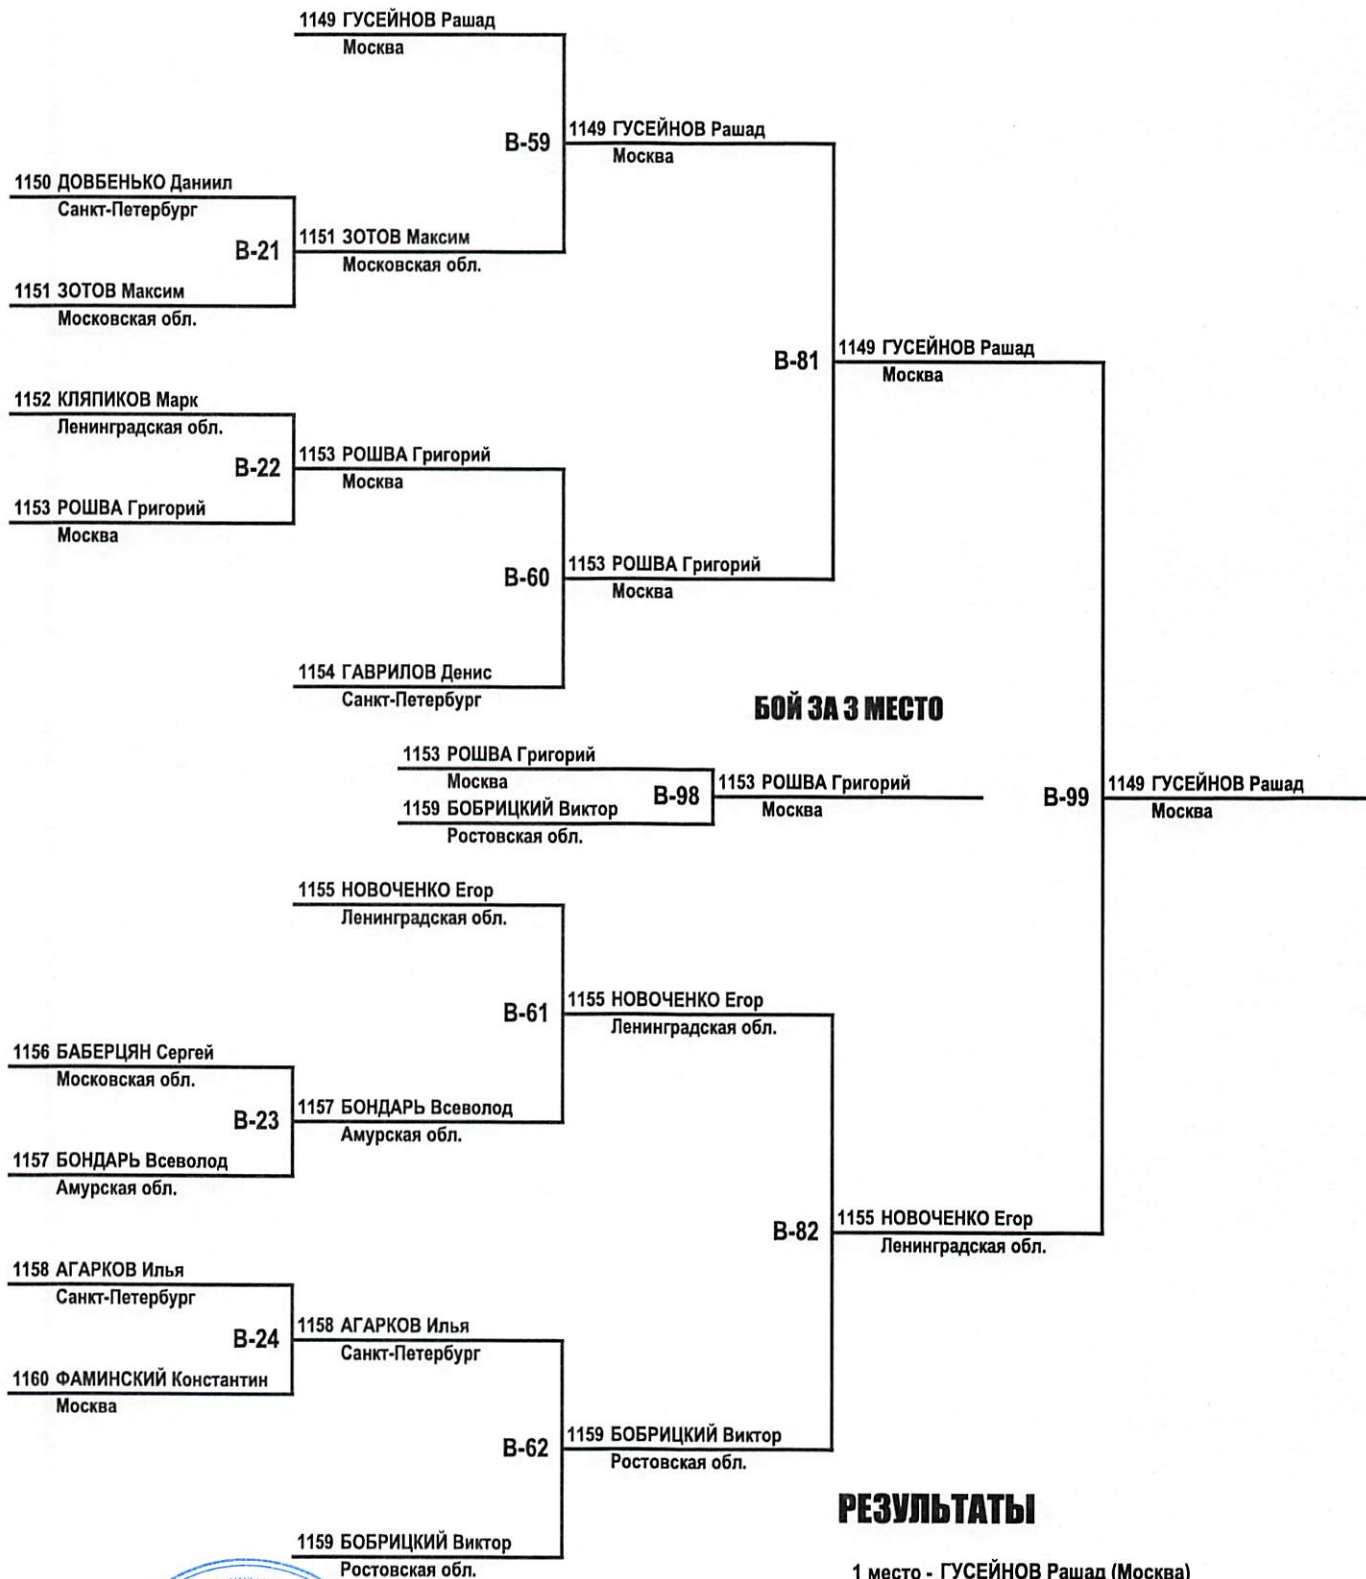 1149 ГУСЕЙНОВ Рашад
Москва
B-59
1149 ГУСЕЙНОВ Рашад
Москва
1150 ДОВБЕНЬКО Даниил
Санкт-Петербург
B-21
1151 ЗОТОВ Максим
Московская обл.
1151 ЗОТОВ Максим
Московская обл.
B-81
1149 ГУСЕЙНОВ Рашад
Москва
1152 КЛЯПИКОВ Марк
Ленинградская обл.
B-22
1153 РОШВА Григорий
Москва
1153 РОШВА Григорий
Москва
B-60
1153 РОШВА Григорий
Москва
1154 ГАВРИЛОВ Денис
Санкт-Петербург
БОЙ ЗА 3 МЕСТО
1153 РОШВА Григорий
Москва
B-98
1153 РОШВА Григорий
Москва
1159 БОБРИЦКИЙ Виктор
Ростовская обл.
B-99
1149 ГУСЕЙНОВ Рашад
Москва
1155 НОВОЧЕНКО Егор
Ленинградская обл.
B-61
1155 НОВОЧЕНКО Егор
Ленинградская обл.
1156 БАБЕРЦЯН Сергей
Московская обл.
B-23
1157 БОНДАРЬ Всеволод
Амурская обл.
1157 БОНДАРЬ Всеволод
Амурская обл.
B-82
1155 НОВОЧЕНКО Егор
Ленинградская обл.
1158 АГАРКОВ Илья
Санкт-Петербург
B-24
1158 АГАРКОВ Илья
Санкт-Петербург
1160 ФАМИНСКИЙ Константин
Москва
B-62
1159 БОБРИЦКИЙ Виктор
Ростовская обл.
1159 БОБРИЦКИЙ Виктор
Ростовская обл.
РЕЗУЛЬТАТЫ
1 место - ГУСЕЙНОВ Рашад (Москва)